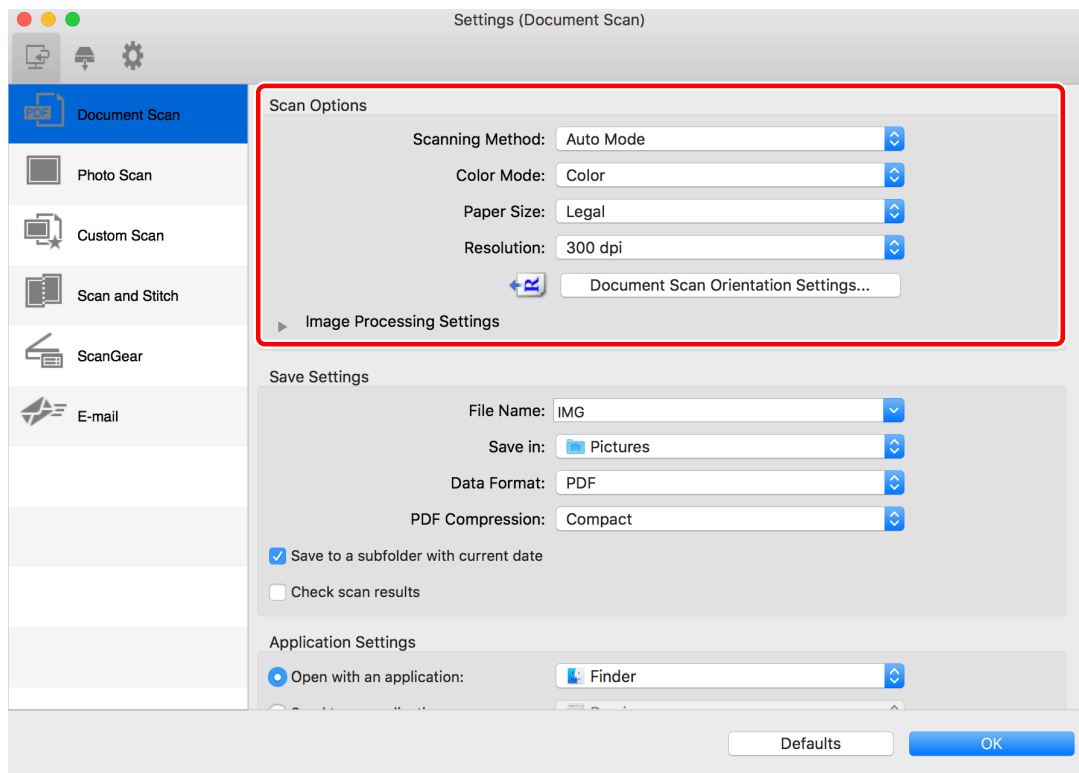 Settings (Document Scan)
PDF
Document Scan
Photo Scan
Custom Scan
Scan and Stitch
ScanGear
E-mail
Scan Options
Scanning Method: Auto Mode
Color Mode: Color
Paper Size: Legal
Resolution: 300 dpi
R Document Scan Orientation Settings...
Image Processing Settings
Save Settings
File Name: IMG
Save in: Pictures
Data Format: PDF
PDF Compression: Compact
Save to a subfolder with current date
Check scan results
Application Settings
Open with an application: Finder
Defaults
OK